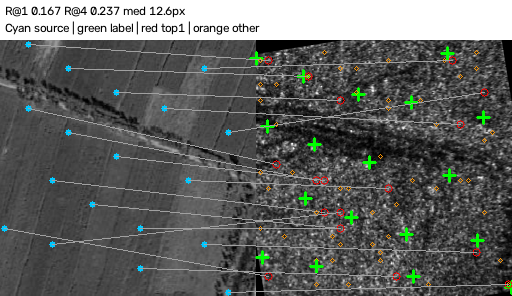 R@1 0.167 R@4 0.237 med 12.6px
Cyan source | green label | red top1 | orange other